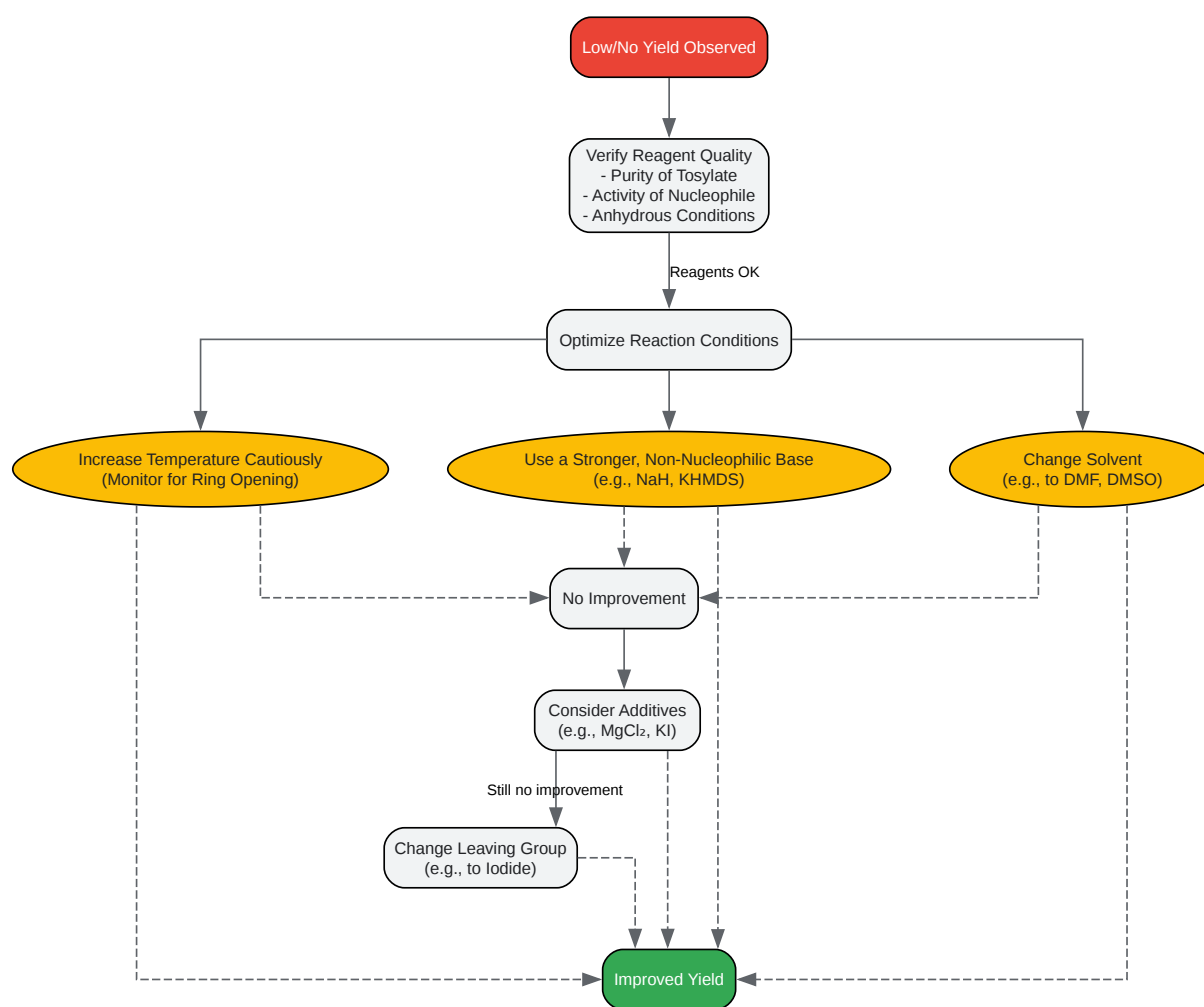 Low/No Yield Observed
Verify Reagent Quality
- Purity of Tosylate
- Activity of Nucleophile
- Anhydrous Conditions
Reagents OK
Optimize Reaction Conditions
Increase Temperature Cautiously
(Monitor for Ring Opening)
Use a Stronger, Non-Nucleophilic Base
(e.g., NaH, KHMDS)
Change Solvent
(e.g., to DMF, DMSO)
No Improvement
Consider Additives
(e.g., MgCl₂, KI)
Still no improvement
Change Leaving Group
(e.g., to Iodide)
Improved Yield